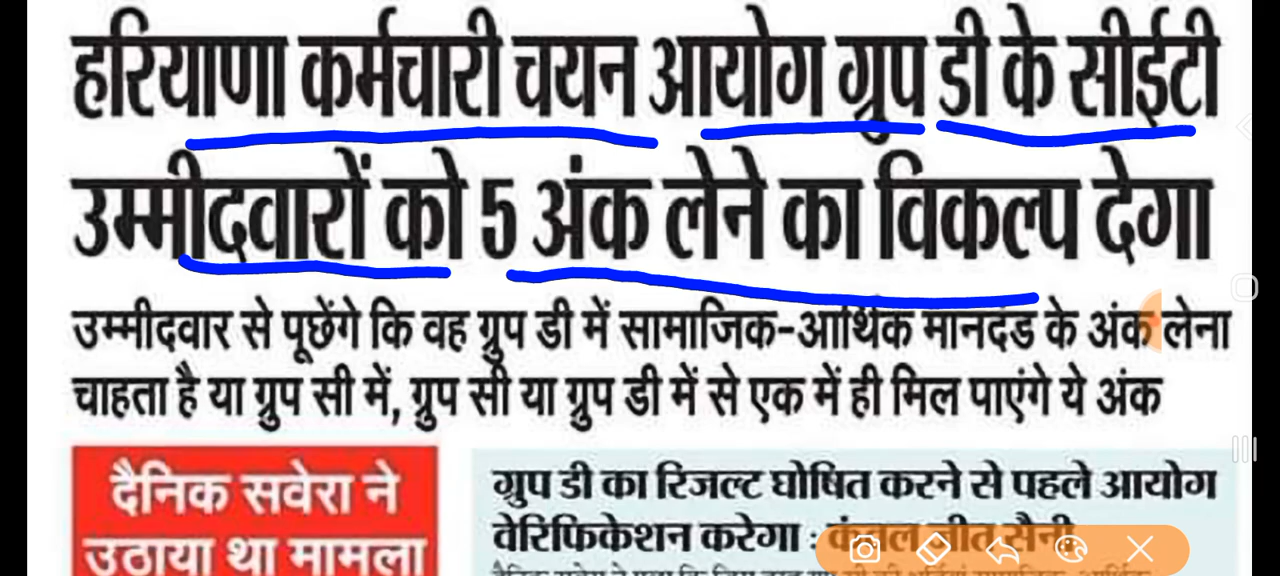 हरियाणा कर्मचारी चयन आयोग ग्रुप डी के सीईटी
उम्मीदवारों को 5 अंक लेने का विकल्प देगा
उम्मीदवार से पूछेंगे कि वह ग्रुप डी में सामाजिक-आर्थिक मानदंड के अंक लेना
चाहता है या ग्रुप सी में, ग्रुप सी या ग्रुप डी में से एक में ही मिल पाएंगे ये अंक
दैनिक सवेरा ने
उठाया था मामला
ग्रुप डी का रिजल्ट घोषित करने से पहले आयोग
वेरिफिकेशन करेगा : कंवल जीत सैनी